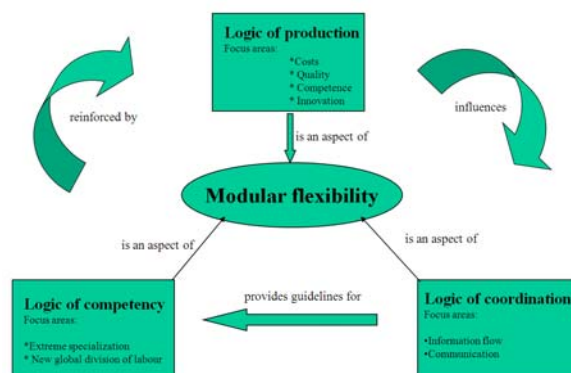 Logic of production
Focus areas:
*Costs
* Quality
* Competence
* Innovation
reinforced by
influences
is an aspect of
Modular flexibility
is an aspect of
is an aspect of
Logic of competency
Focus areas:
*Extreme specialization
* New global division of labour
provides guidelines for
Logic of coordination
Focus areas:
•Information flow
•Communication